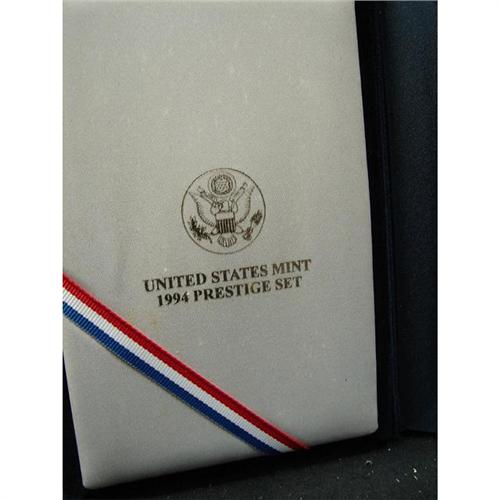 UNITED STATES MINT
1994 PRESTIGE SET